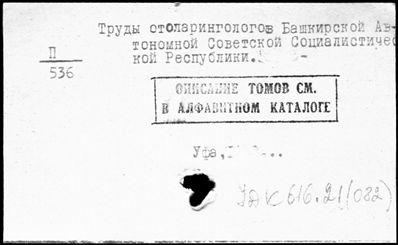 Труды отоларингологов Башкирской Ав-
тономной Советской Социалистичес
кой Республики.
П
536
ОПИСАНИЕ ТОМОВ СМ.
В АЛФАВИТНОМ КАТАЛОГЕ
Уфа,
УДК 616.21(082)